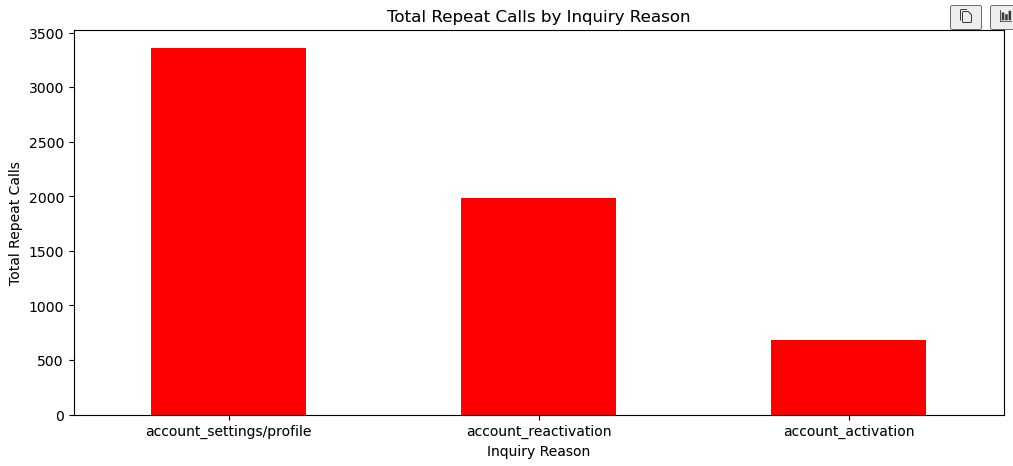 Total Repeat Calls by Inquiry Reason
3500
3000
2500
2000
1500
1000
500
0
Total Repeat Calls
account_settings/profile
account_reactivation
account_activation
Inquiry Reason